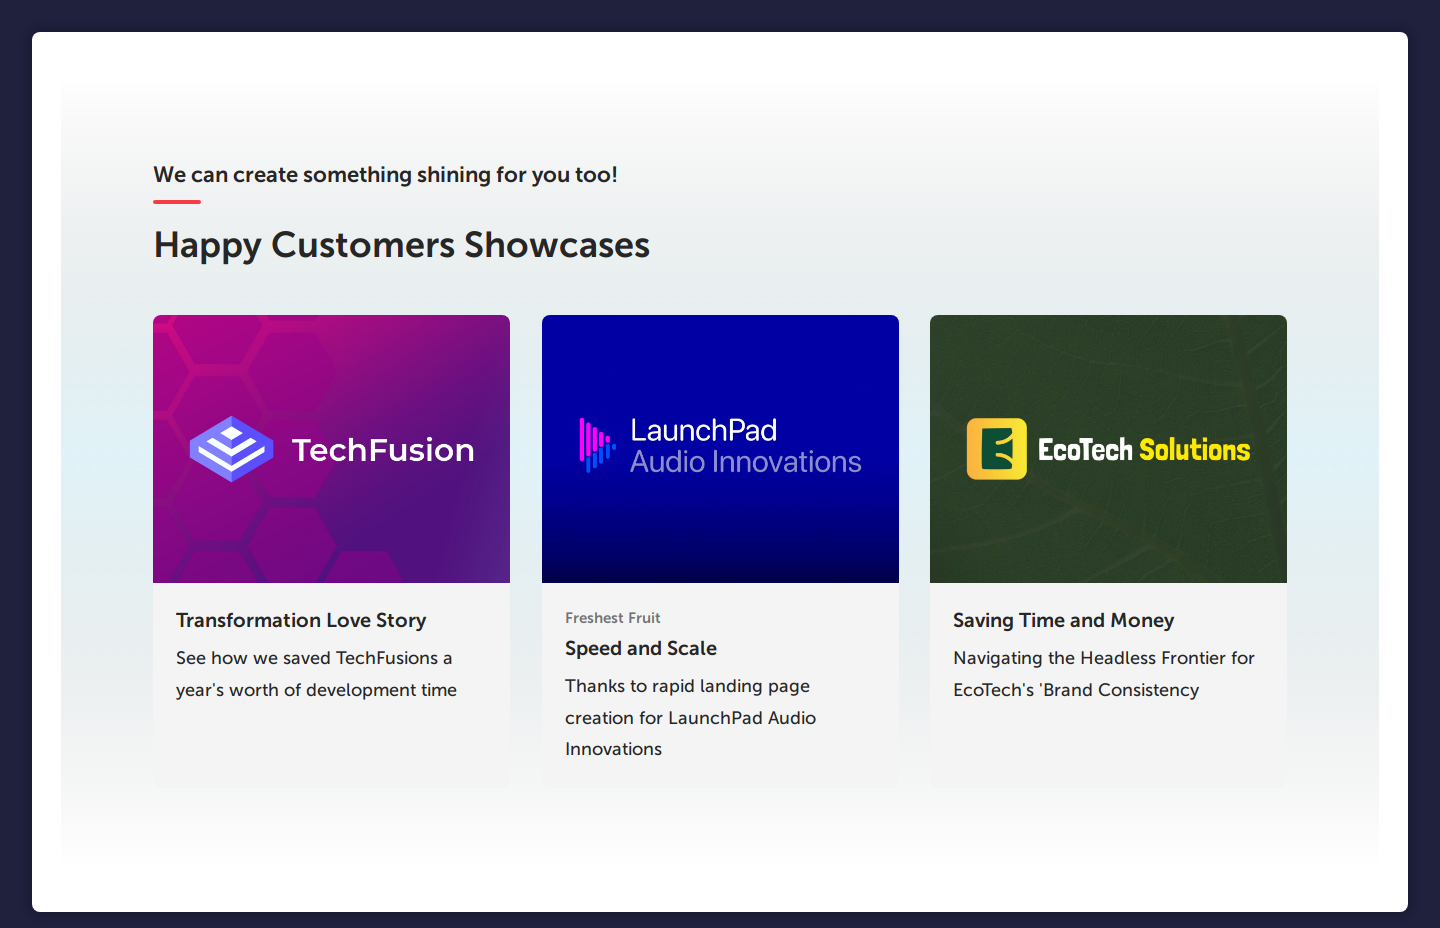 We can create something shining for you too!
Happy Customers Showcases
TechFusion
Transformation Love Story
See how we saved TechFusions a
year's worth of development time
LaunchPad
Audio Innovations
Freshest Fruit
Speed and Scale
Thanks to rapid landing page
creation for LaunchPad Audio
Innovations
EcoTech Solutions
Saving Time and Money
Navigating the Headless Frontier for
EcoTech's 'Brand Consistency